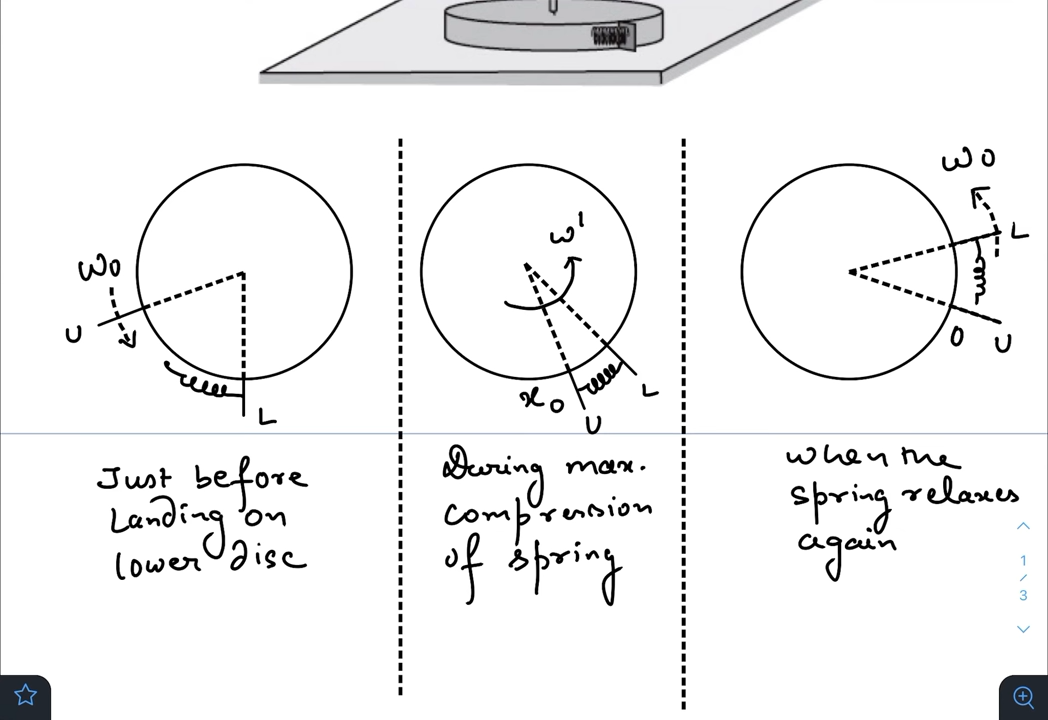 ω0
U
L
Just before
Landing on
lower disc
ω'
x0
U
L
During max.
compression
of spring
ω0
L
0
U
when the
spring relaxes
again
1
/
3